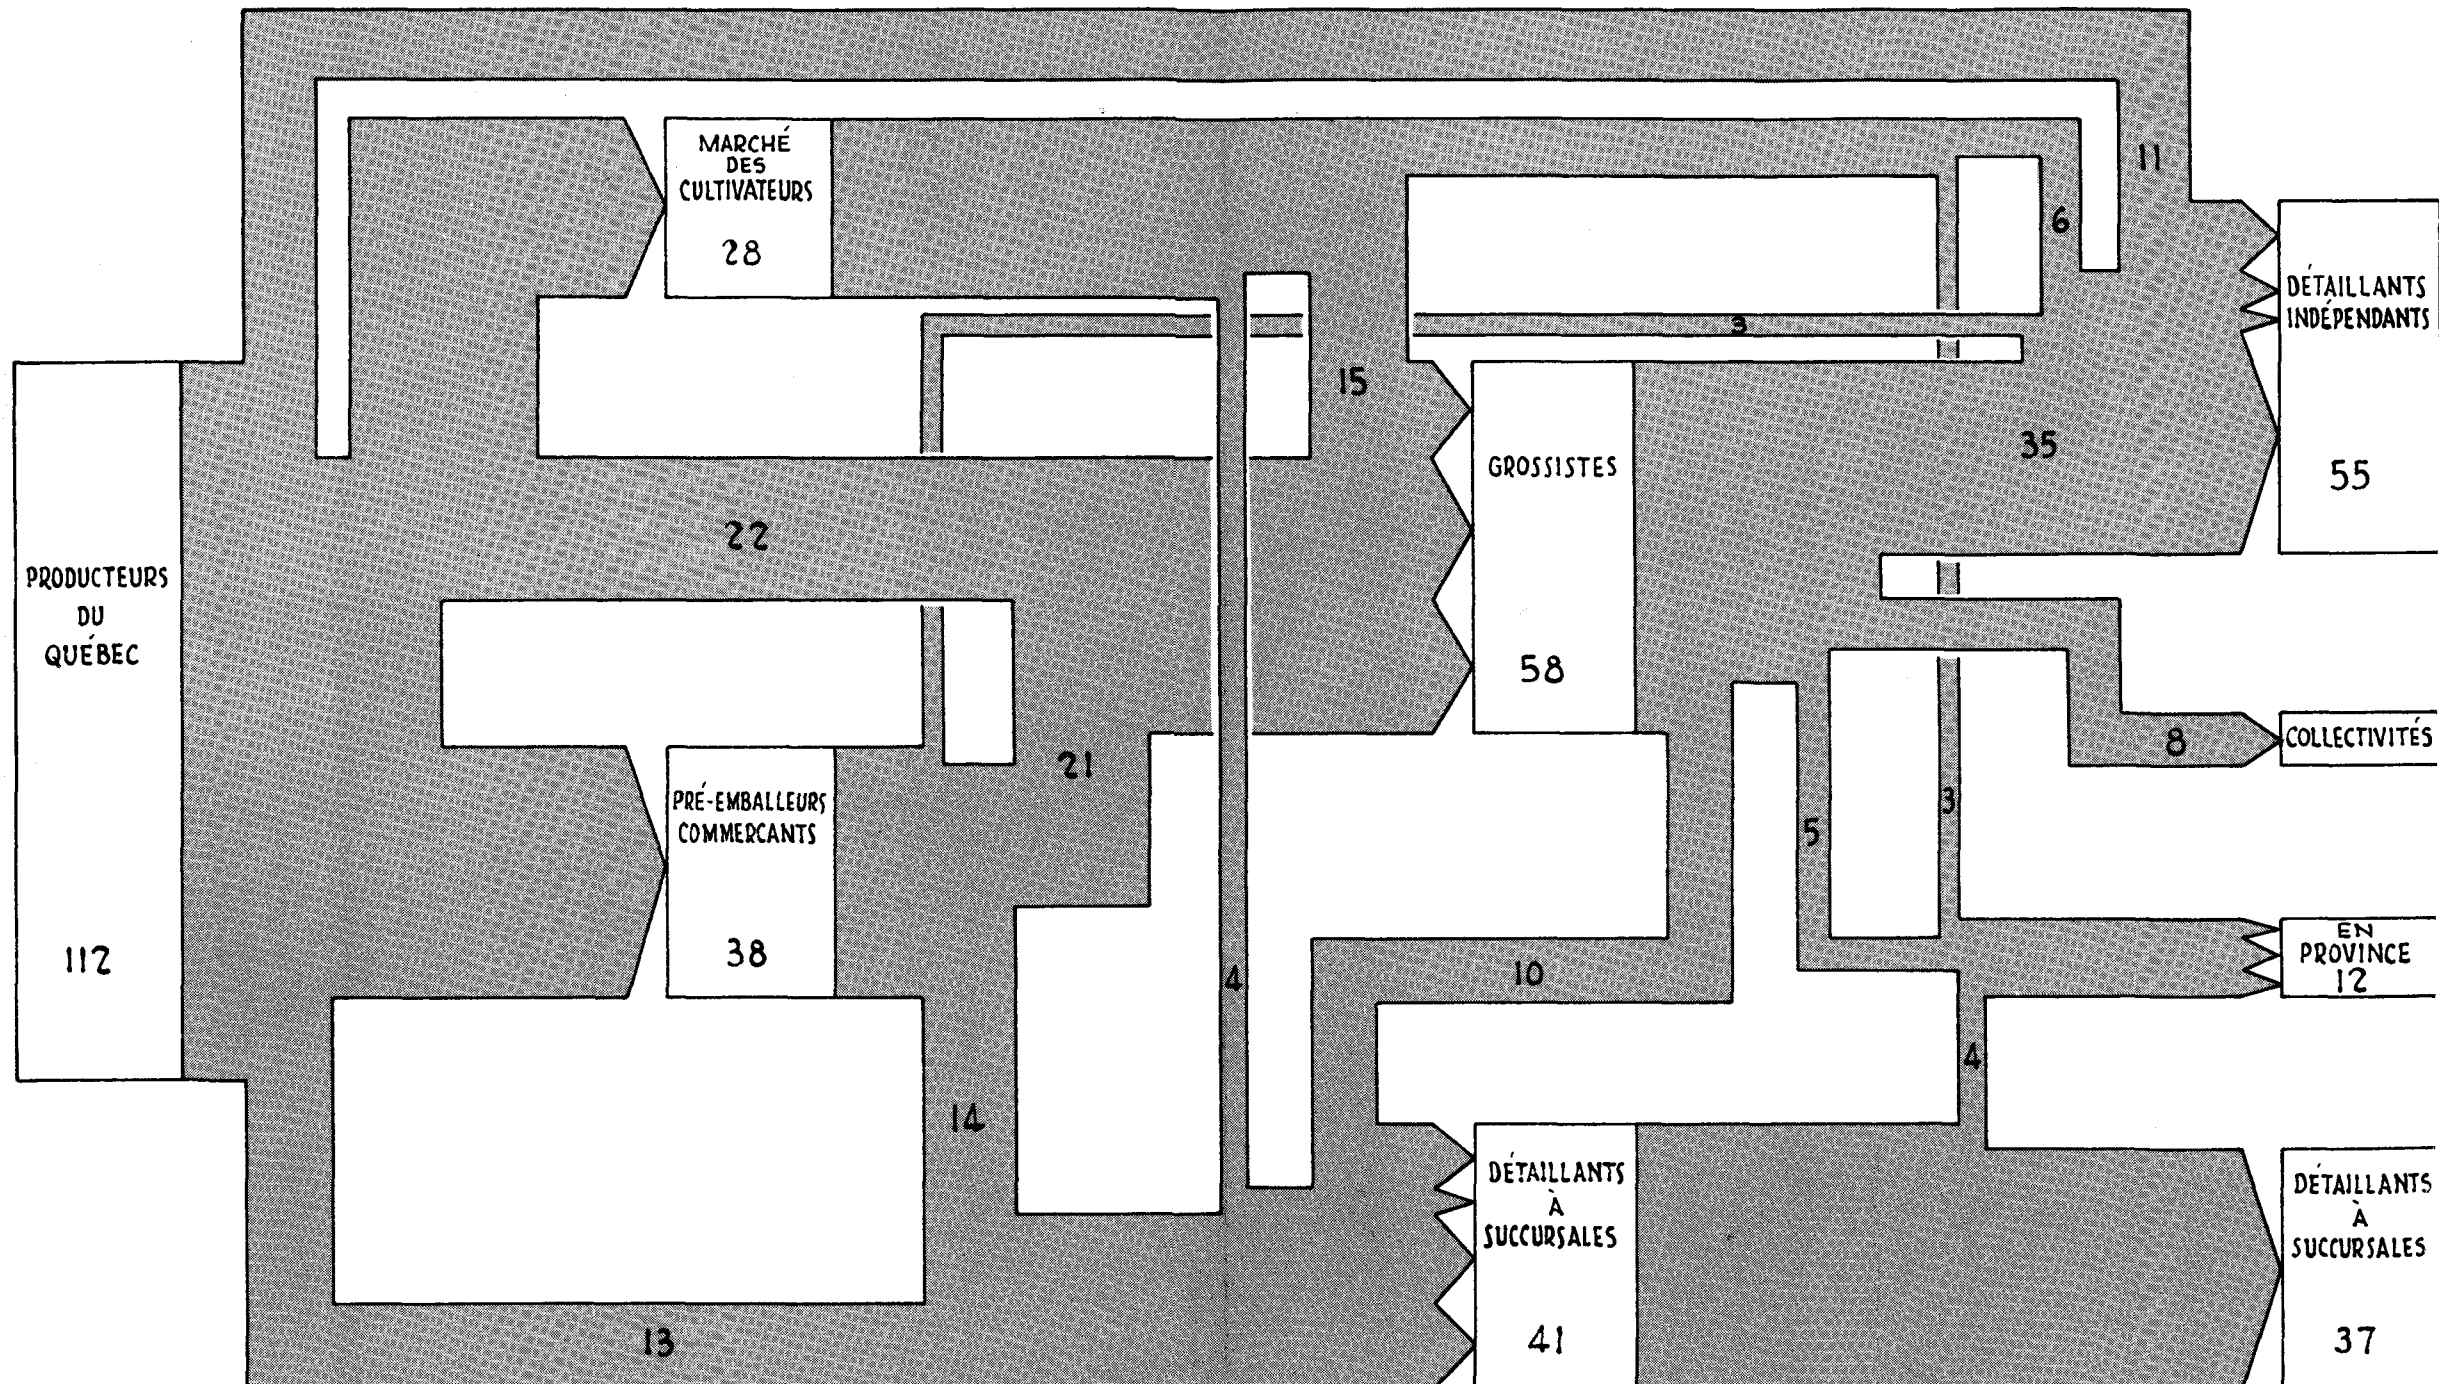 PRODUCTEURS
DU
QUÉBEC
112
MARCHÉ
DES
CULTIVATEURS
28
22
PRÉ-EMBALLEURS
COMMERCANTS
38
21
14
13
4
15
3
GROSSISTES
58
10
DÉTAILLANTS
À
SUCCURSALES
41
6
11
35
5
3
8
4
DÉTAILLANTS
INDÉPENDANTS
55
COLLECTIVITÉS
EN
PROVINCE
12
DÉTAILLANTS
À
SUCCURSALES
37